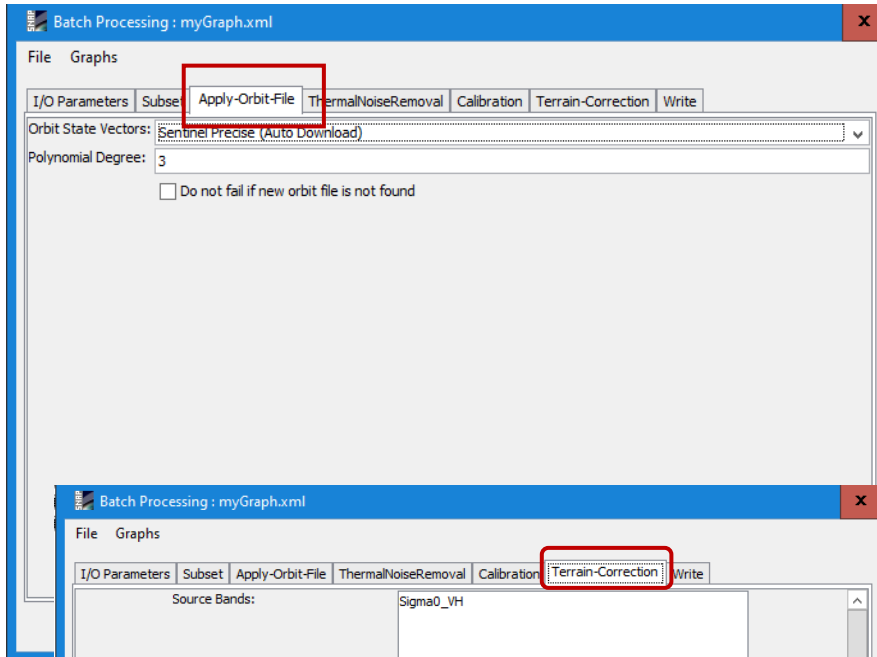 Batch Processing : myGraph.xml x
File Graphs
I/O Parameters Subset Apply-Orbit-File ThermalNoiseRemoval Calibration Terrain-Correction Write
Orbit State Vectors: Sentinel Precise (Auto Download)
Polynomial Degree: 3
Do not fail if new orbit file is not found
SNAP Batch Processing : myGraph.xml x
File Graphs
I/O Parameters Subset Apply-Orbit-File ThermalNoiseRemoval Calibration Terrain-Correction Write
Source Bands: Sigma0_VH